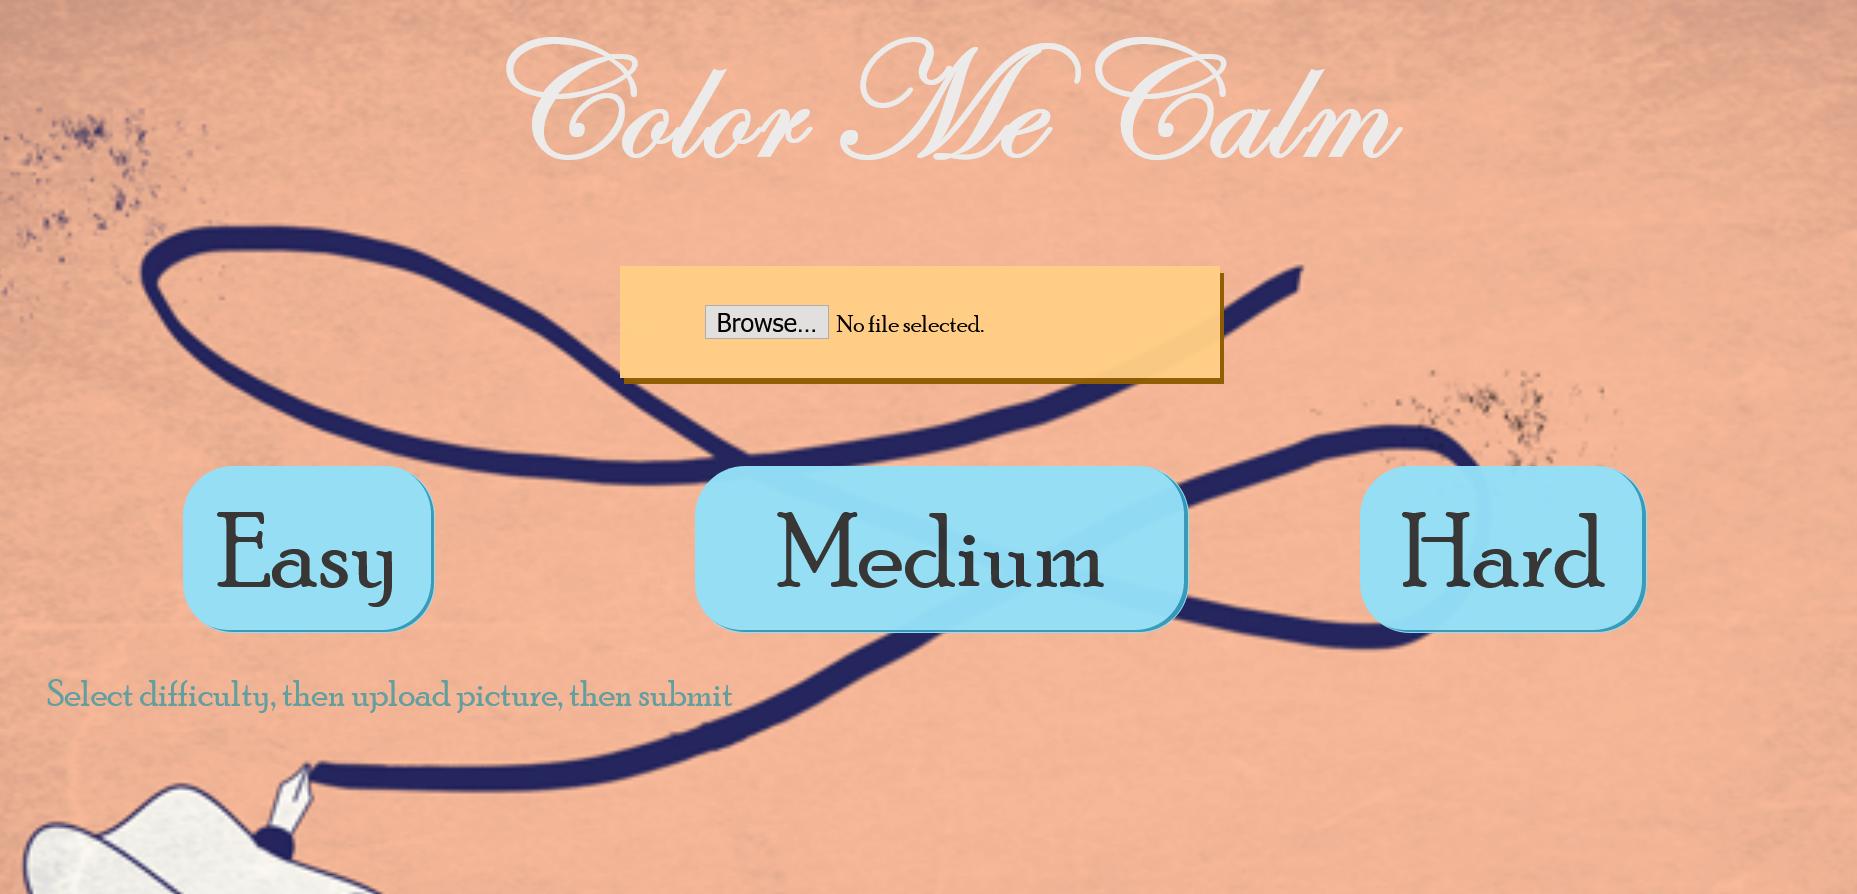 Color Me Calm
Browse... No file selected.
Easy Medium Hard
Select difficulty, then upload picture, then submit